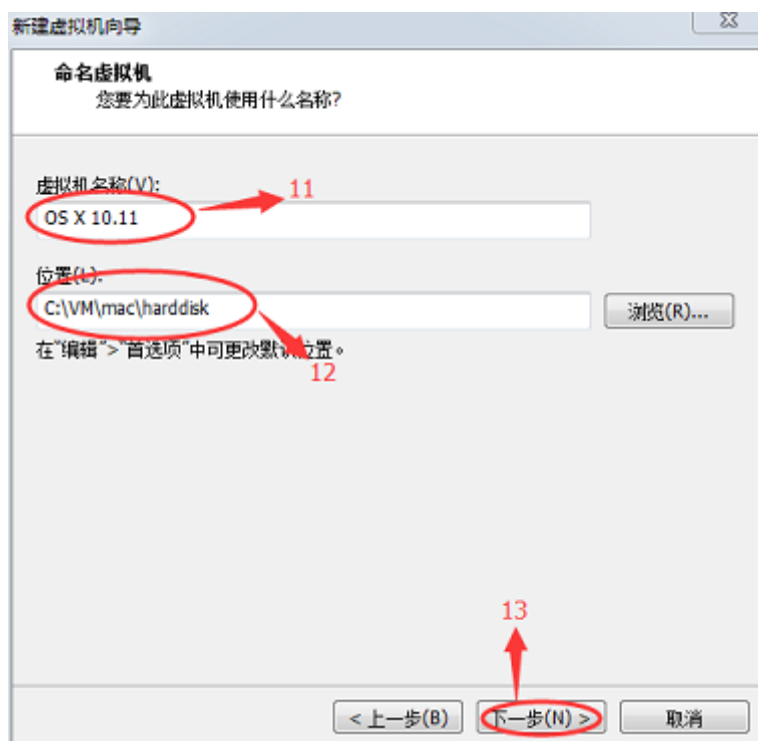 新建虚拟机向导
命名虚拟机
您要为此虚拟机使用什么名称?
虚拟机名称(V):
11
OS X 10.11
位置(L):
C:\VM\mac\harddisk
浏览(R)...
在"编辑">"首选项"中可更改默认位置。
12
13
< 上一步(B)
下一步(N) >
取消